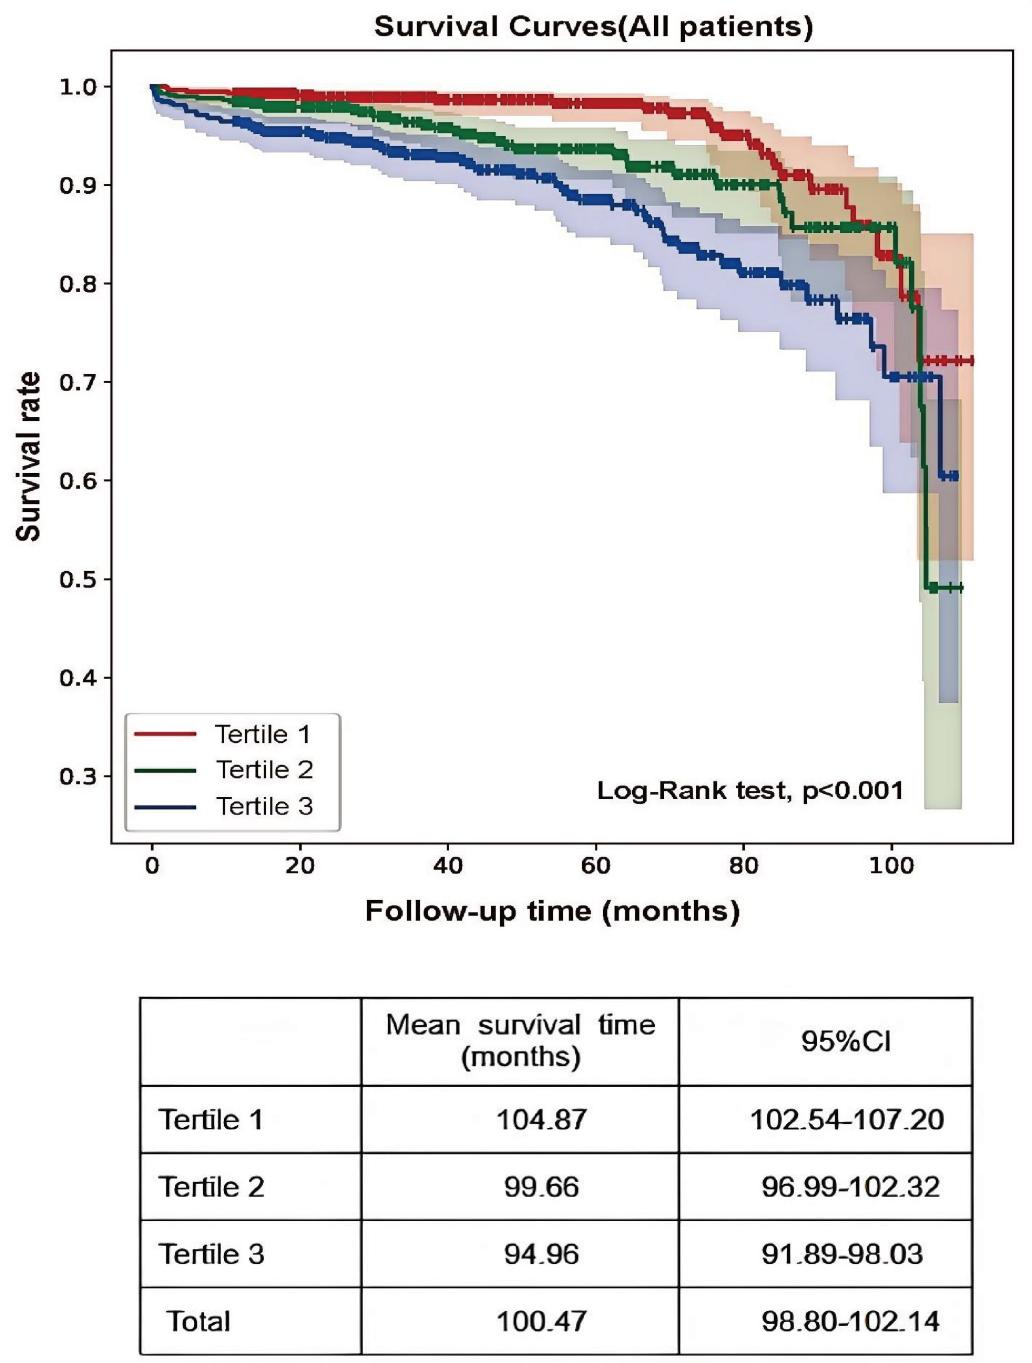 Survival Curves(All patients)
1.0
0.9
0.8
0.7
0.6
0.5
0.4
0.3
Survival rate
Tertile 1
Tertile 2
Tertile 3
Log-Rank test, p<0.001
0 20 40 60 80 100
Follow-up time (months)
Mean survival time
(months)
95%CI
Tertile 1 104.87 102.54-107.20
Tertile 2 99.66 96.99-102.32
Tertile 3 94.96 91.89-98.03
Total 100.47 98.80-102.14